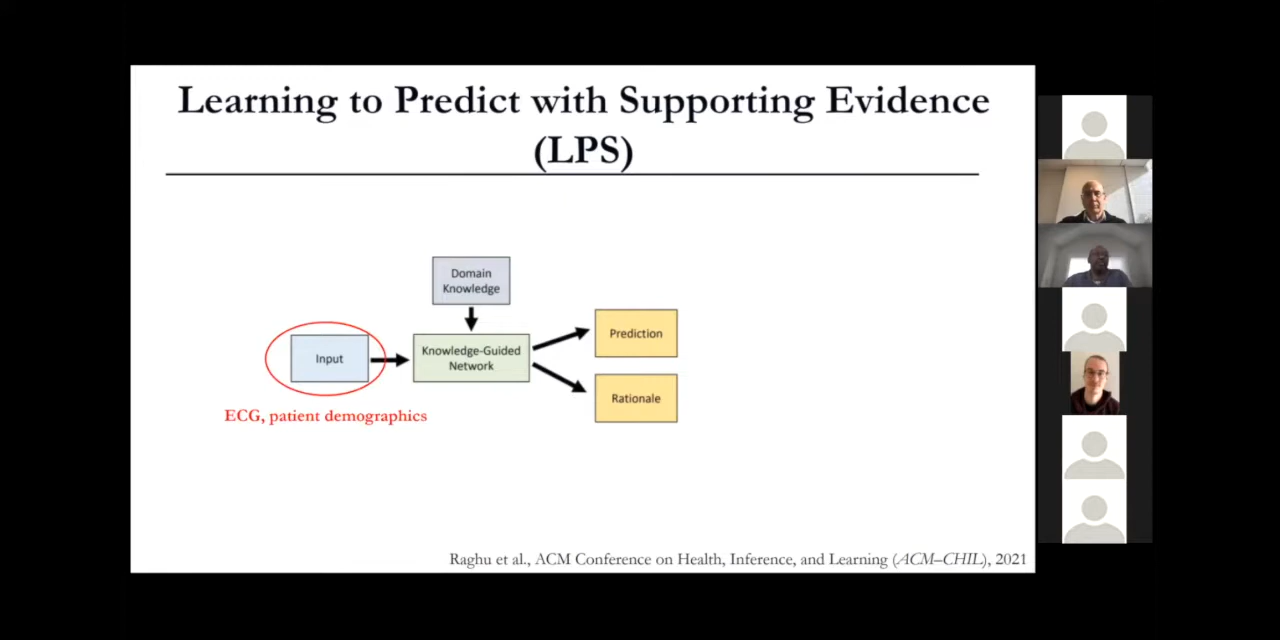 Learning to Predict with Supporting Evidence
(LPS)
Domain
Knowledge
Input
Knowledge-Guided
Network
Prediction
Rationale
ECG, patient demographics
Raghu et al., ACM Conference on Health, Inference, and Learning (ACM–CHIL), 2021